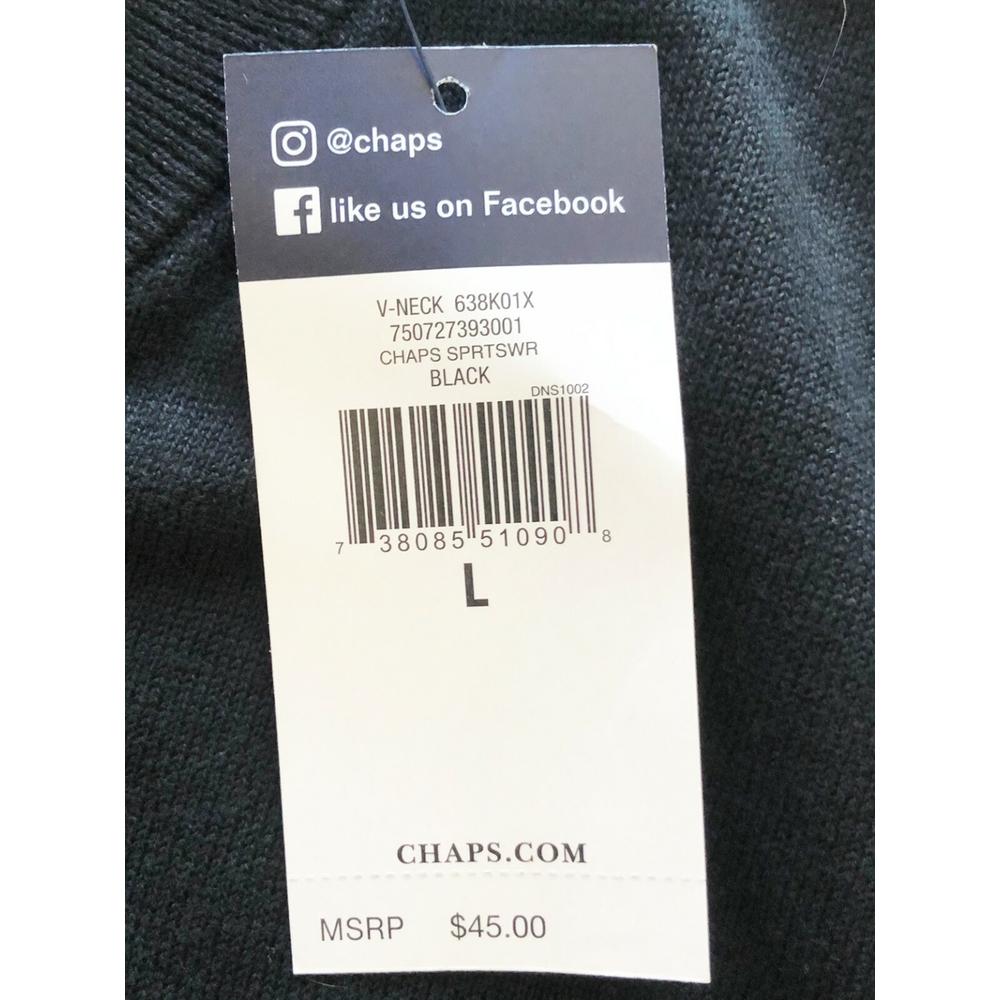 @chaps
like us on Facebook
V-NECK 638K01X
750727393001
CHAPS SPRTSWR
BLACK
DNS1002
7 38085 51090 8
L
CHAPS.COM
MSRP $45.00